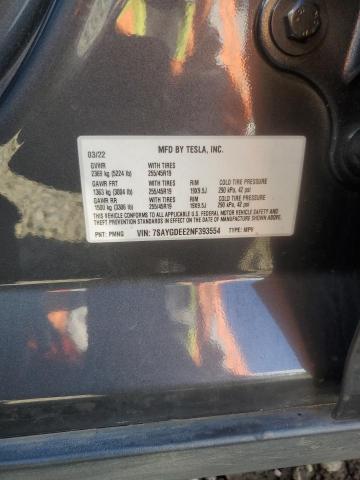 MFD BY TESLA, INC.
03/22
GVWR WITH TIRES
2369 kg (5224 lb) 255/45R19
GAWR FRT WITH TIRES RIM COLD TIRE PRESSURE
1363 kg (3004 lb) 255/45R19 19X9.5J 290 kPa, 42 psi
GAWR RR WITH TIRES RIM COLD TIRE PRESSURE
1500 kg (3306 lb) 255/45R19 19X9.5J 290 kPa, 42 psi
THIS VEHICLE CONFORMS TO ALL APPLICABLE
U.S. FEDERAL MOTOR VEHICLE SAFETY AND
THEFT PREVENTION STANDARDS IN EFFECT ON THE DATE OF
MANUFACTURE SHOWN ABOVE.
PNT: PMNG VIN: 7SAYGDEE2NF393554 TYPE: MPV